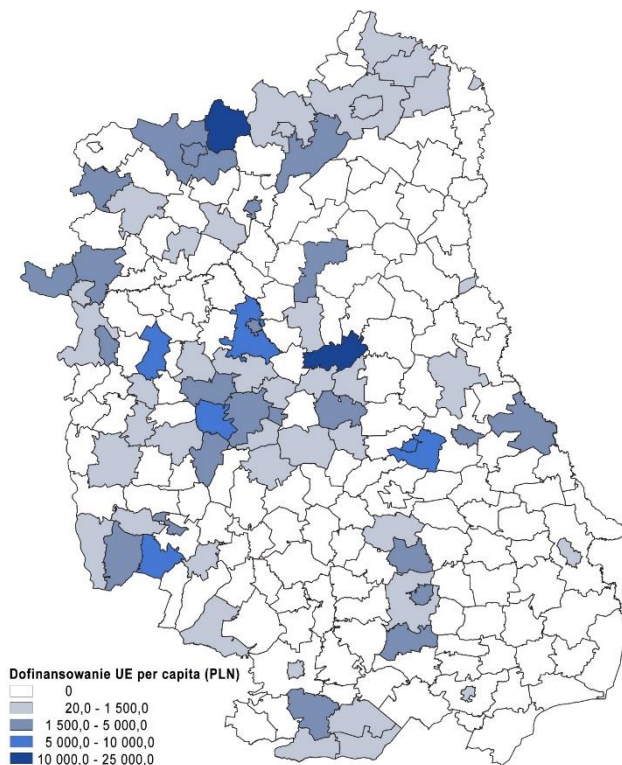 Dofinansowanie UE per capita (PLN)
0
20,0 - 1 500,0
1 500,0 - 5 000,0
5 000,0 - 10 000,0
10 000,0 - 25 000,0